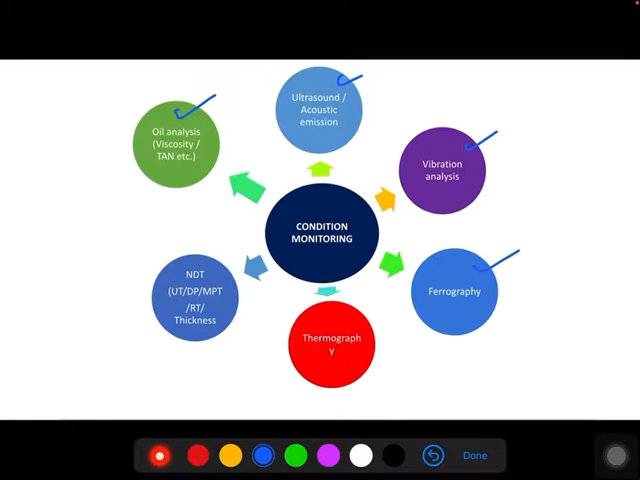 Ultrasound /
Acoustic
emission
Oil analysis
(Viscosity /
TAN etc.)
Vibration
analysis
CONDITION
MONITORING
NDT
(UT/DP/MPT
/RT/
Thickness
Ferrography
Thermograph
y
Done